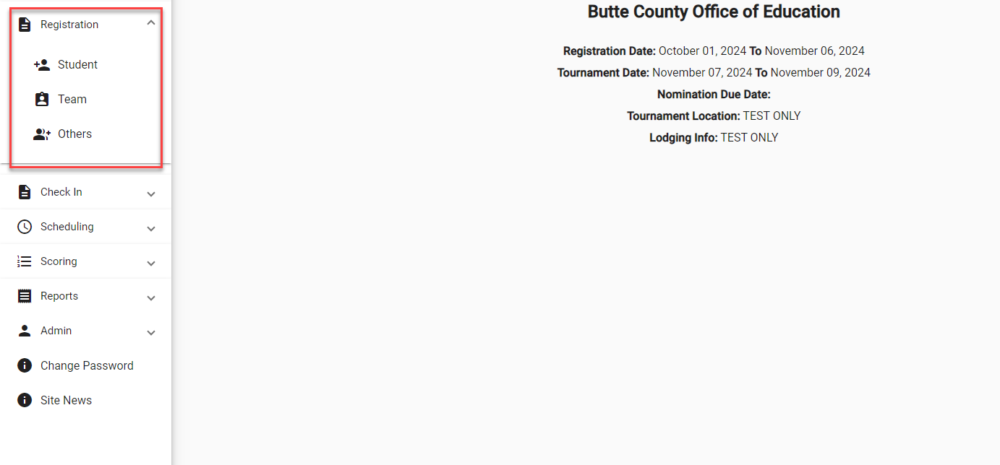 Registration
Student
Team
Others
Check In
Scheduling
Scoring
Reports
Admin
Change Password
Site News
Butte County Office of Education
Registration Date: October 01, 2024 To November 06, 2024
Tournament Date: November 07, 2024 To November 09, 2024
Nomination Due Date:
Tournament Location: TEST ONLY
Lodging Info: TEST ONLY